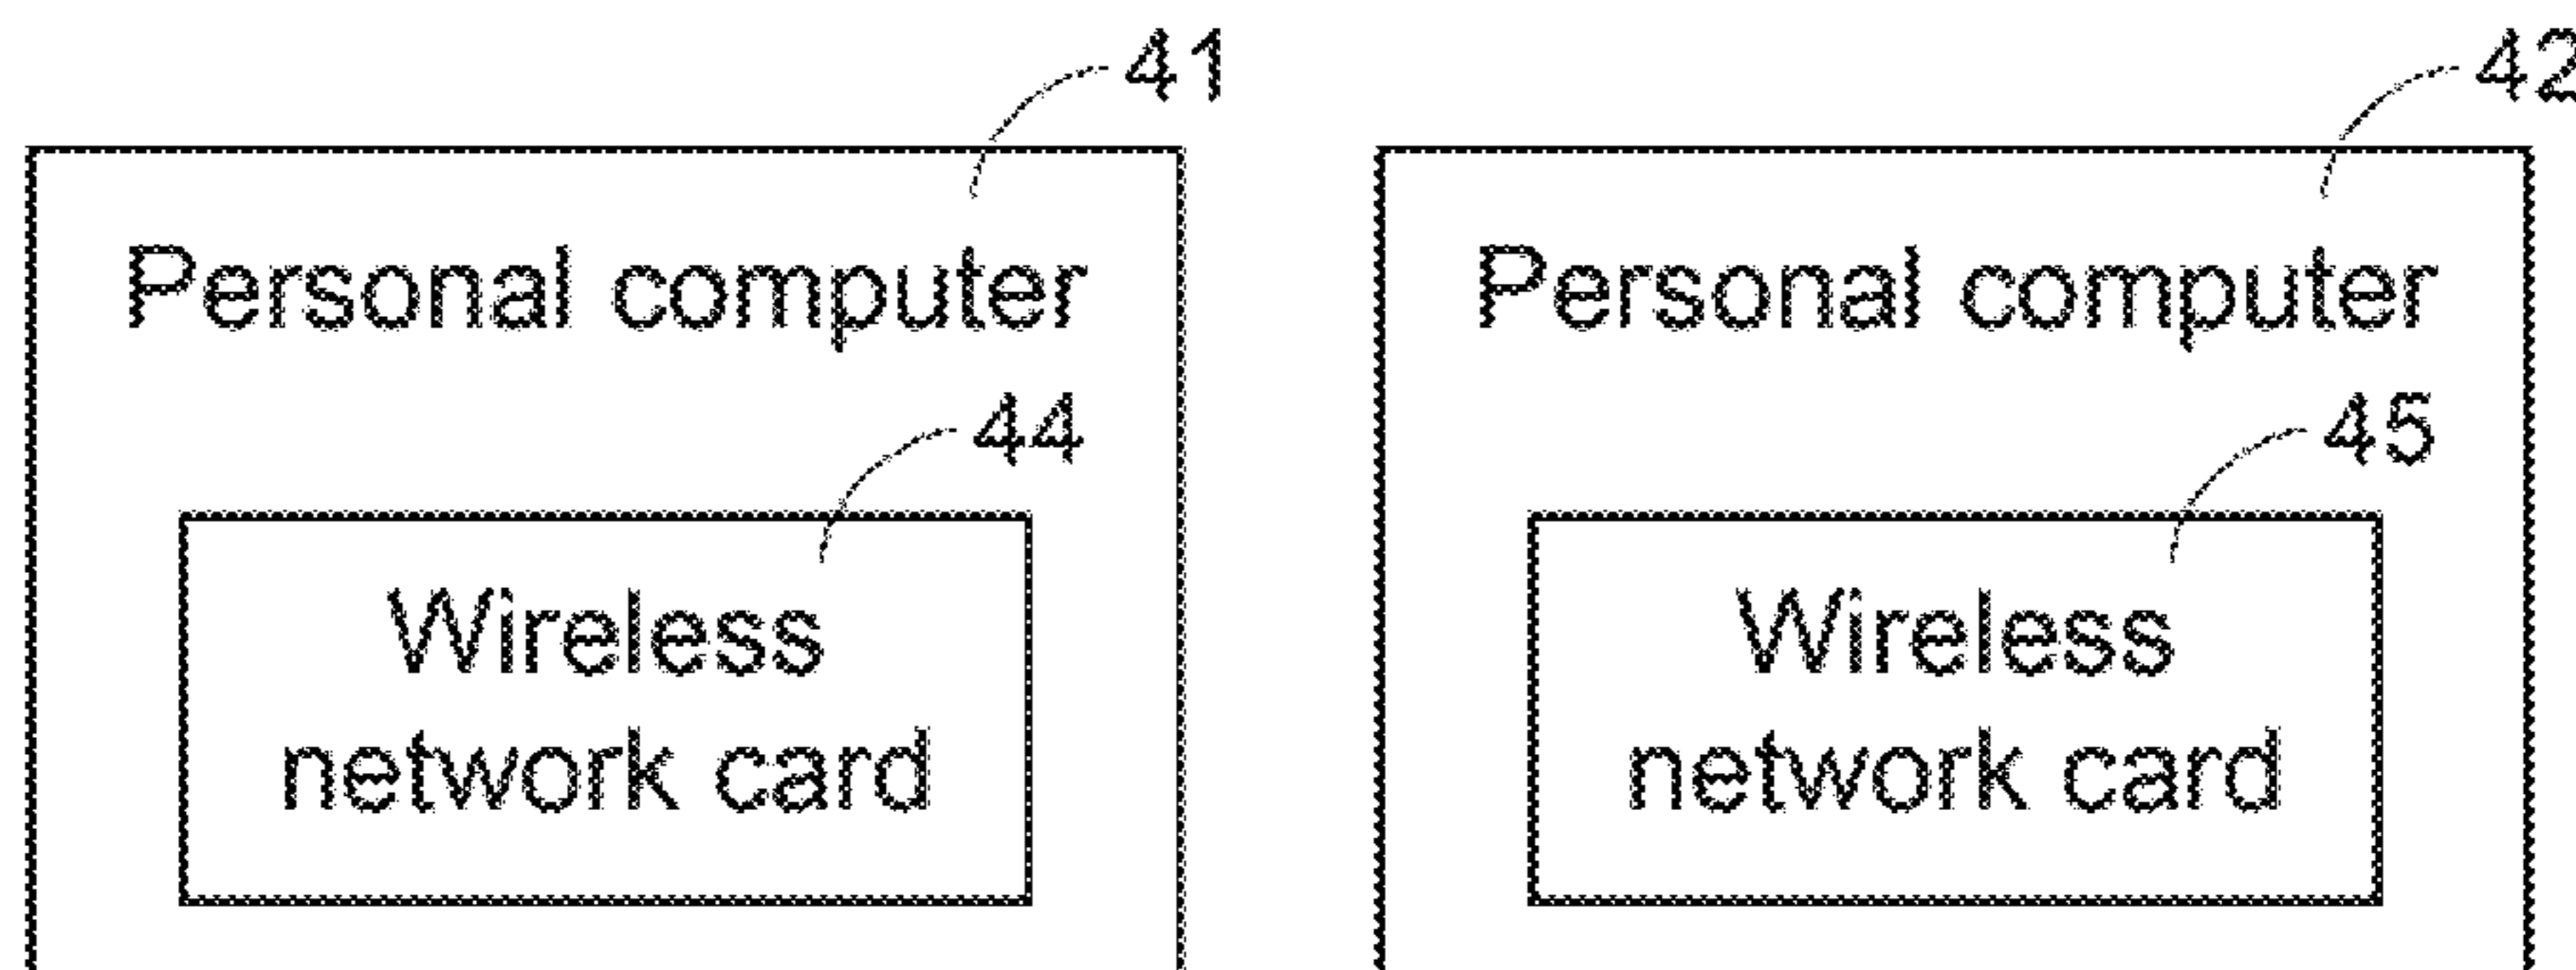 41
42
Personal computer
Personal computer
44
45
Wireless
network card
Wireless
network card